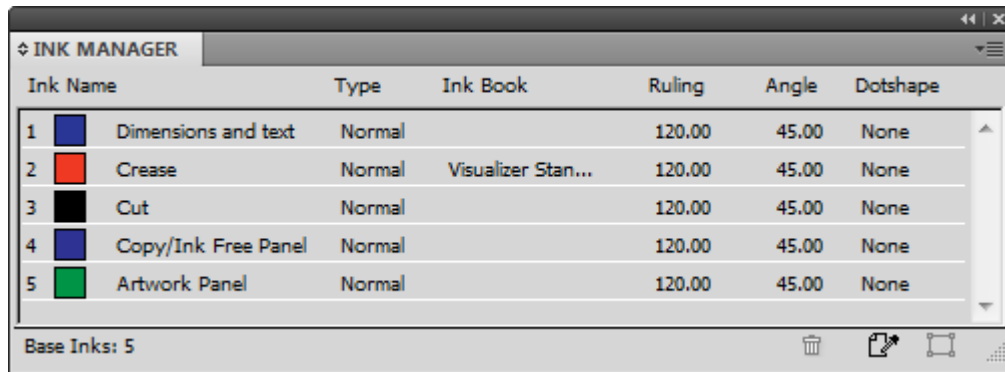 INK MANAGER
Ink Name Type Ink Book Ruling Angle Dotshape
1 Dimensions and text Normal 120.00 45.00 None
2 Crease Normal Visualizer Stan... 120.00 45.00 None
3 Cut Normal 120.00 45.00 None
4 Copy/Ink Free Panel Normal 120.00 45.00 None
5 Artwork Panel Normal 120.00 45.00 None
Base Inks: 5